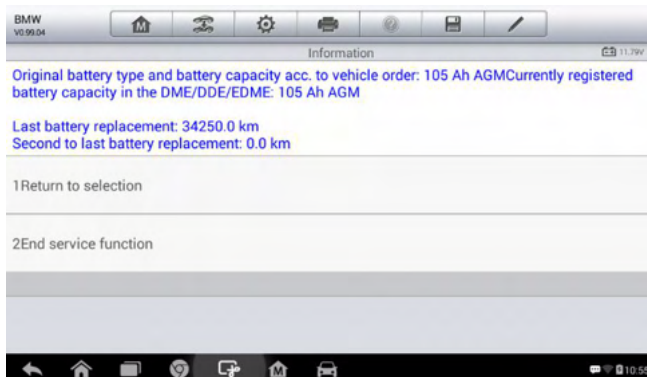 BMW
V0.99.04
Information
11.79V
Original battery type and battery capacity acc. to vehicle order: 105 Ah AGMCurrently registered
battery capacity in the DME/DDE/EDME: 105 Ah AGM
Last battery replacement: 34250.0 km
Second to last battery replacement: 0.0 km
1Return to selection
2End service function
10:55